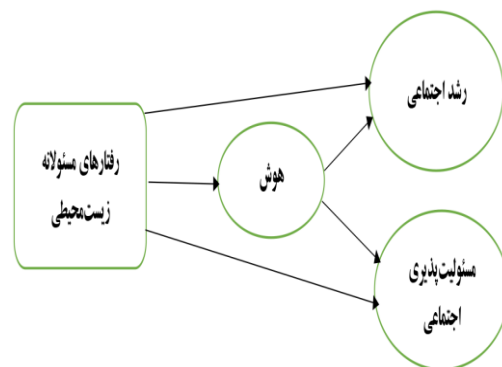 رشد اجتماعی
رفتارهای مسئولانه
زیست‌محیطی
هوش
مسئولیت‌پذیری
اجتماعی